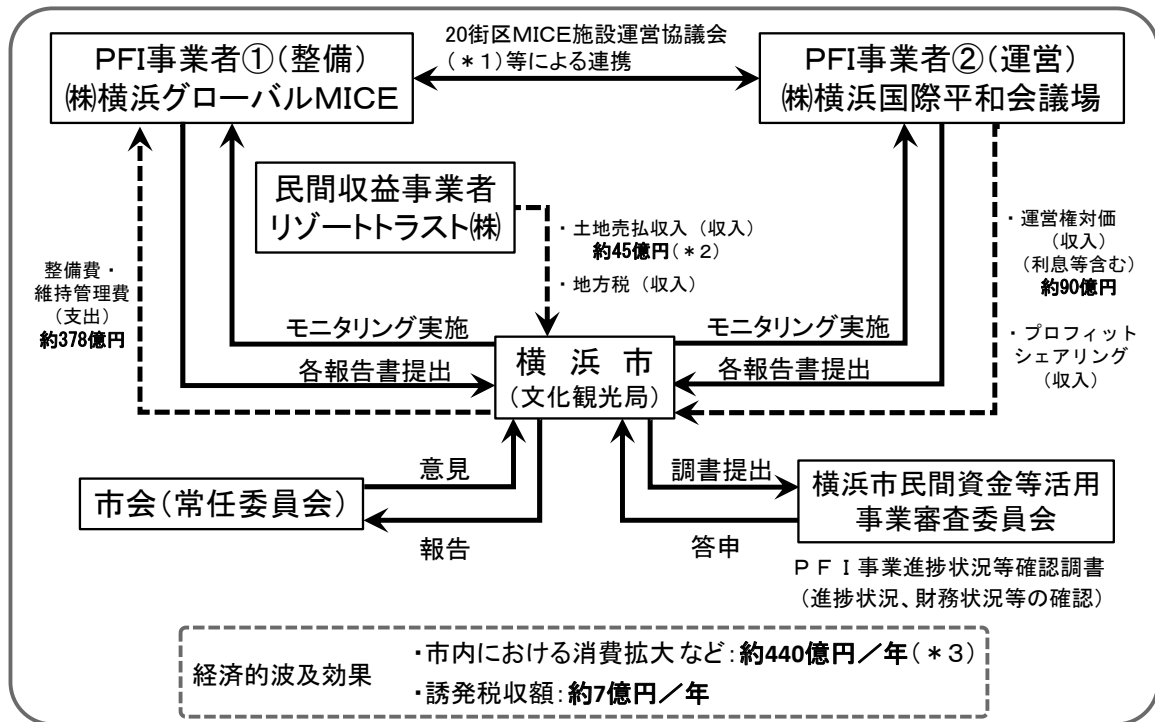 PFI事業者①(整備)
㈱横浜グローバルMICE
20街区MICE施設運営協議会
(*1)等による連携
PFI事業者②(運営)
㈱横浜国際平和会議場
民間収益事業者
リゾートトラスト㈱
・土地売払収入(収入)
約45億円(*2)
・地方税(収入)
整備費・
維持管理費
(支出)
約378億円
・運営権対価
(収入)
(利息等含む)
約90億円
・プロフィット
シェアリング
(収入)
モニタリング実施
モニタリング実施
各報告書提出
各報告書提出
横 浜 市
(文化観光局)
意見
調書提出
市会(常任委員会)
横浜市民間資金等活用
事業審査委員会
報告
答申
PFI事業進捗状況等確認調書
(進捗状況、財務状況等の確認)
経済的波及効果
・市内における消費拡大など:約440億円/年(*3)
・誘発税収額:約7億円/年